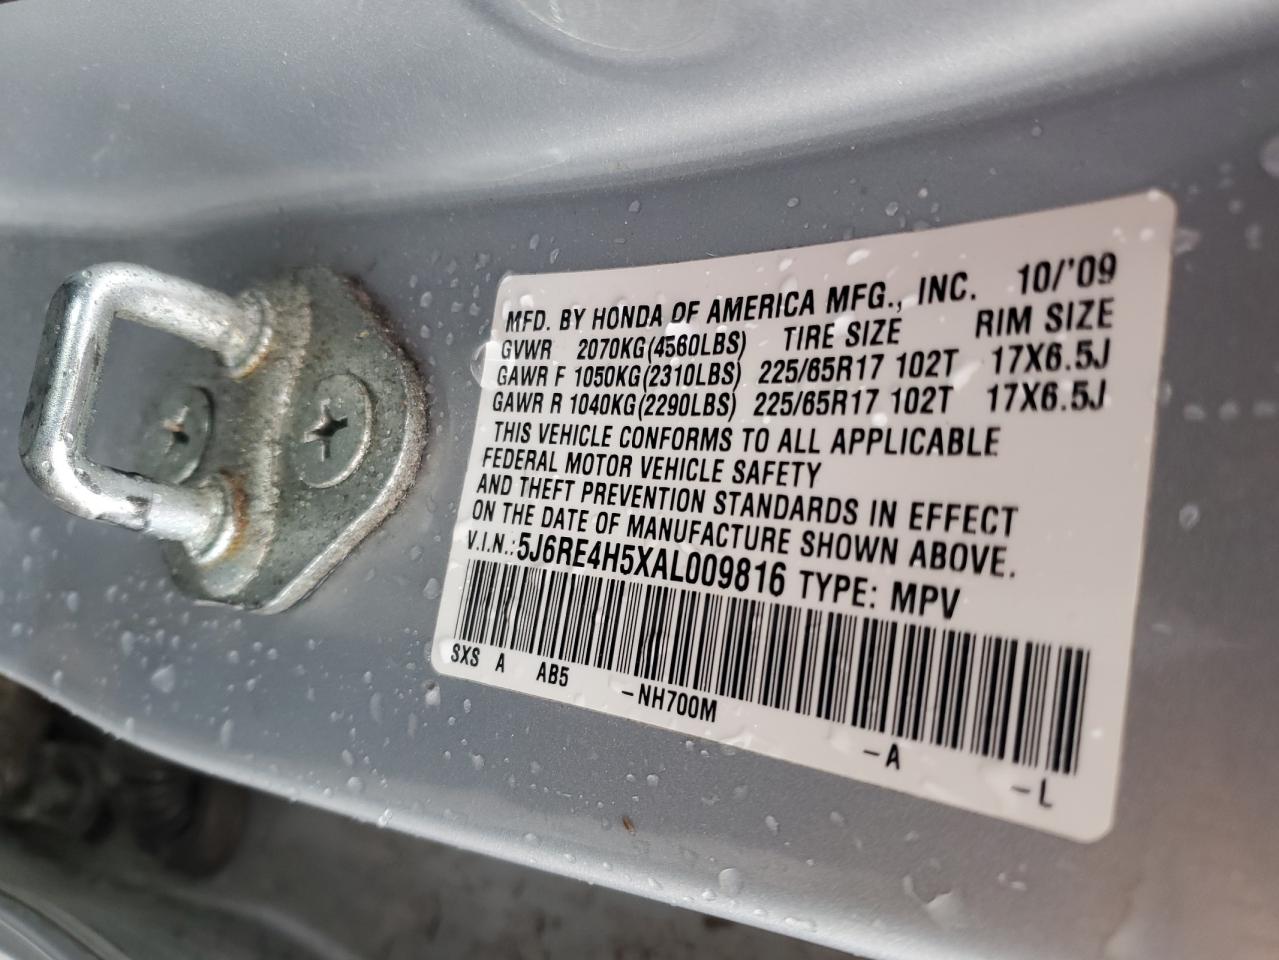 MFD. BY HONDA OF AMERICA MFG., INC. 10/'09
GVWR 2070KG(4560LBS) TIRE SIZE RIM SIZE
GAWR F 1050KG(2310LBS) 225/65R17 102T 17X6.5J
GAWR R 1040KG(2290LBS) 225/65R17 102T 17X6.5J
THIS VEHICLE CONFORMS TO ALL APPLICABLE
FEDERAL MOTOR VEHICLE SAFETY
AND THEFT PREVENTION STANDARDS IN EFFECT
ON THE DATE OF MANUFACTURE SHOWN ABOVE.
V.I.N.: 5J6RE4H5XAL009816 TYPE: MPV
SXS A AB5 -NH700M -A -L